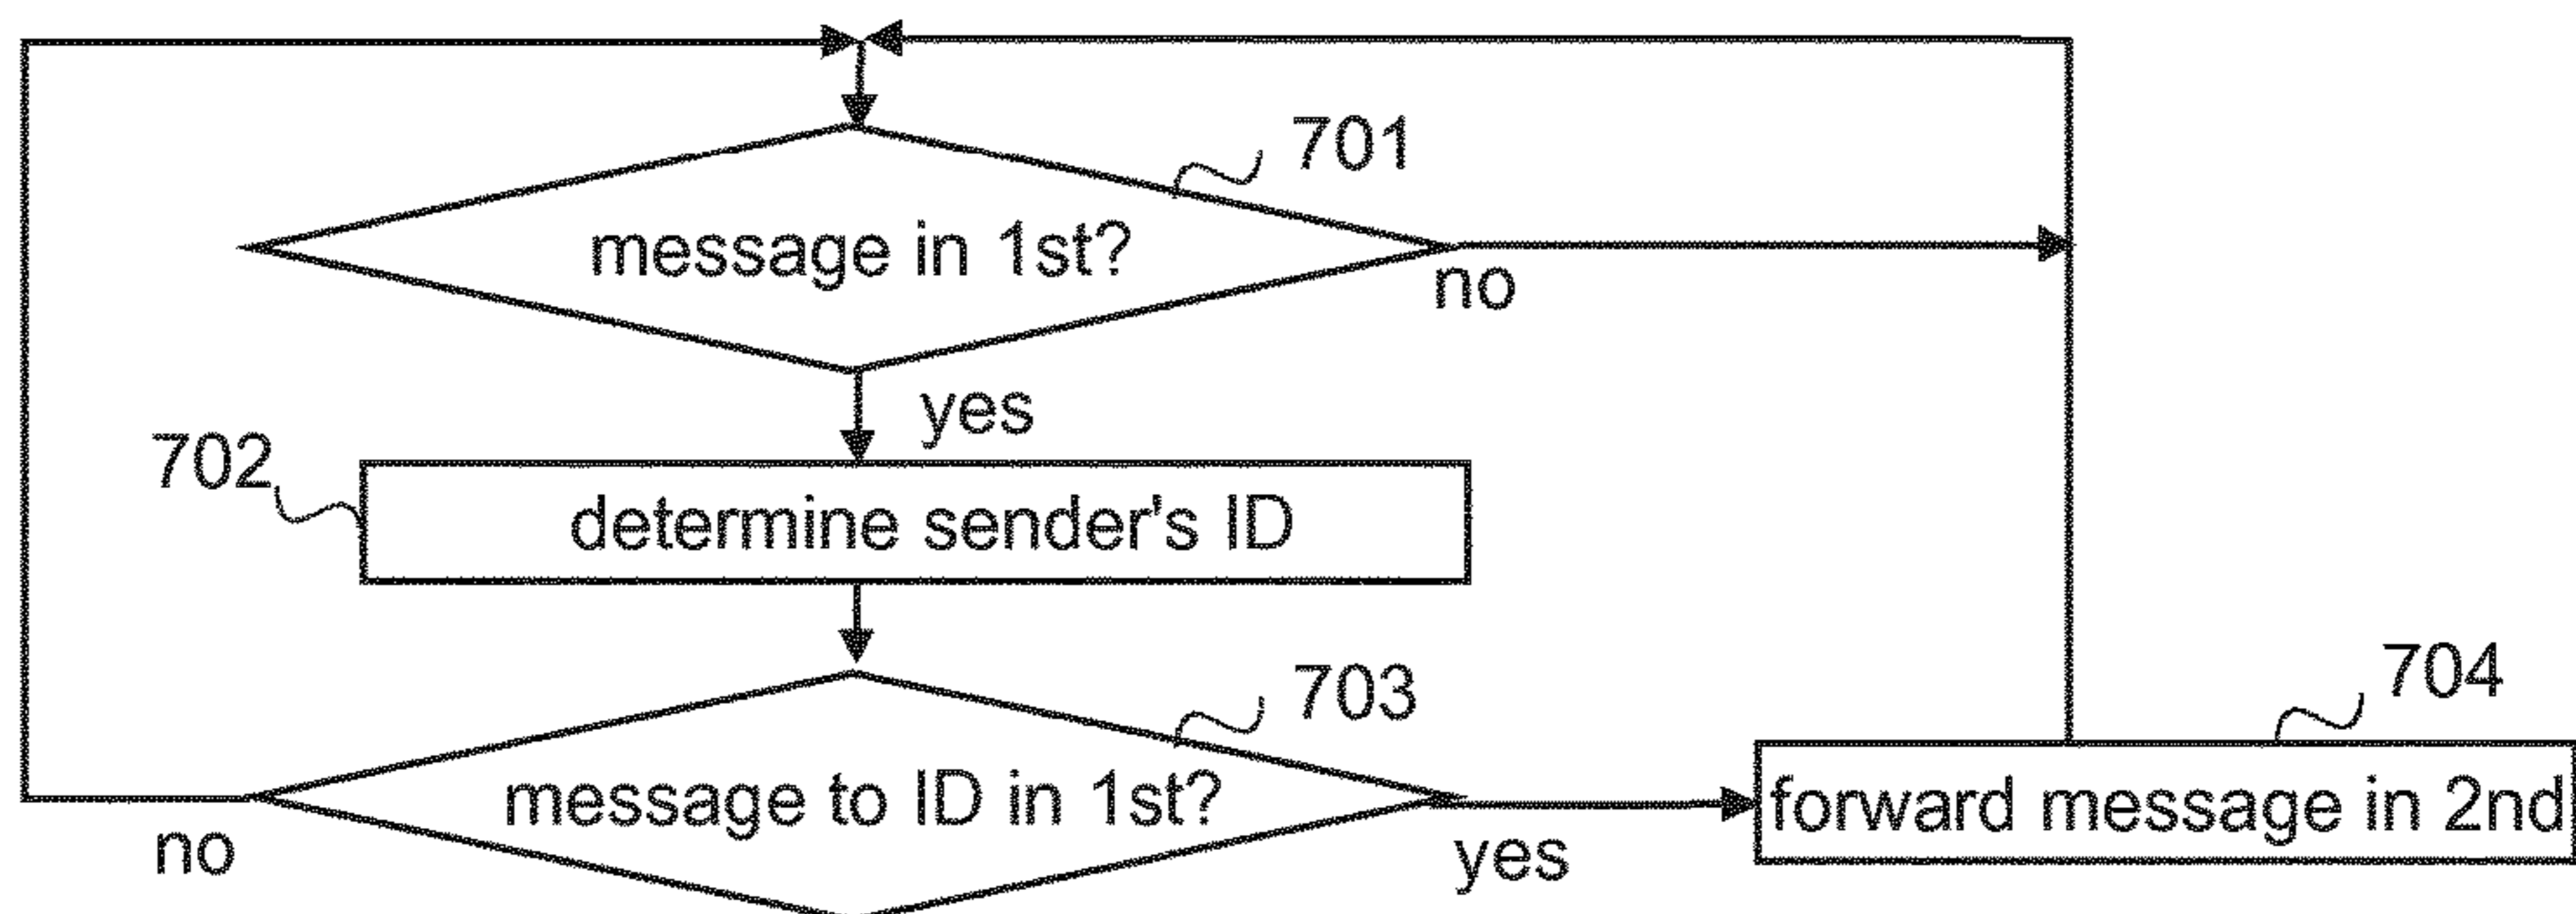 701
message in 1st?
no
yes
702
determine sender's ID
703
704
message to ID in 1st?
forward message in 2nd
no
yes